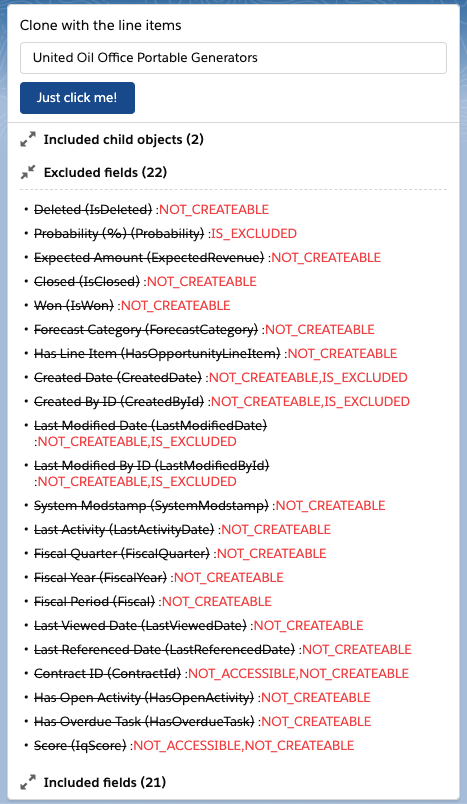 Clone with the line items
United Oil Office Portable Generators
Just click me!
Included child objects (2)
Excluded fields (22)
• Deleted (IsDeleted) :NOT_CREATEABLE
• Probability (%) (Probability) :IS_EXCLUDED
• Expected Amount (ExpectedRevenue) :NOT_CREATEABLE
• Closed (IsClosed) :NOT_CREATEABLE
• Won (IsWon) :NOT_CREATEABLE
• Forecast Category (ForecastCategory) :NOT_CREATEABLE
• Has Line Item (HasOpportunityLineItem) :NOT_CREATEABLE
• Created Date (CreatedDate) :NOT_CREATEABLE,IS_EXCLUDED
• Created By ID (CreatedById) :NOT_CREATEABLE,IS_EXCLUDED
• Last Modified Date (LastModifiedDate)
:NOT_CREATEABLE,IS_EXCLUDED
• Last Modified By ID (LastModifiedById)
:NOT_CREATEABLE,IS_EXCLUDED
• System Modstamp (SystemModstamp) :NOT_CREATEABLE
• Last Activity (LastActivityDate) :NOT_CREATEABLE
• Fiscal Quarter (FiscalQuarter) :NOT_CREATEABLE
• Fiscal Year (FiscalYear) :NOT_CREATEABLE
• Fiscal Period (Fiscal) :NOT_CREATEABLE
• Last Viewed Date (LastViewedDate) :NOT_CREATEABLE
• Last Referenced Date (LastReferencedDate) :NOT_CREATEABLE
• Contract ID (ContractId) :NOT_ACCESSIBLE,NOT_CREATEABLE
• Has Open Activity (HasOpenActivity) :NOT_CREATEABLE
• Has Overdue Task (HasOverdueTask) :NOT_CREATEABLE
• Score (IqScore) :NOT_ACCESSIBLE,NOT_CREATEABLE
Included fields (21)